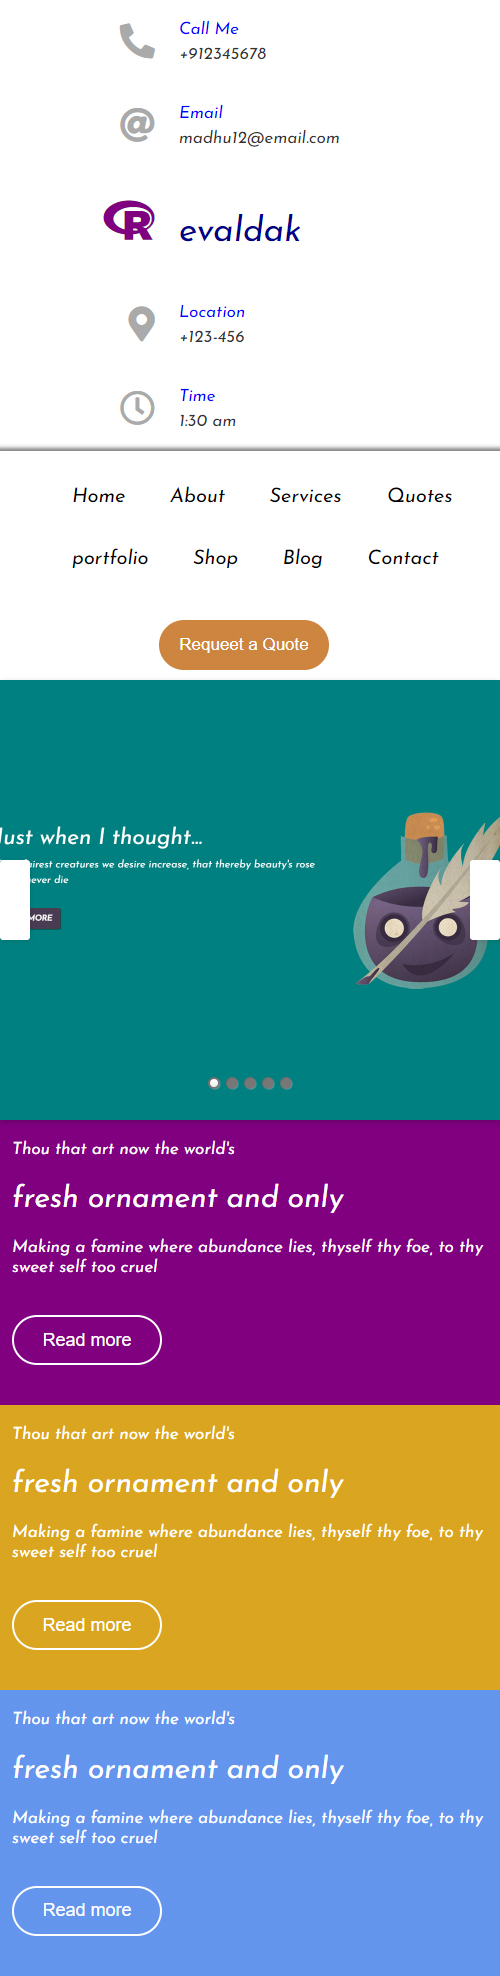 Call Me
+912345678
Email
madhu12@email.com
R evaldak
Location
+123-456
Time
1:30 am
Home About Services Quotes
portfolio Shop Blog Contact
Requeet a Quote
Just when I thought...
creatures we desire increase, that thereby beauty's rose
never die
MORE
Thou that art now the world's
fresh ornament and only
Making a famine where abundance lies, thyself thy foe, to thy
sweet self too cruel
Read more
Thou that art now the world's
fresh ornament and only
Making a famine where abundance lies, thyself thy foe, to thy
sweet self too cruel
Read more
Thou that art now the world's
fresh ornament and only
Making a famine where abundance lies, thyself thy foe, to thy
sweet self too cruel
Read more